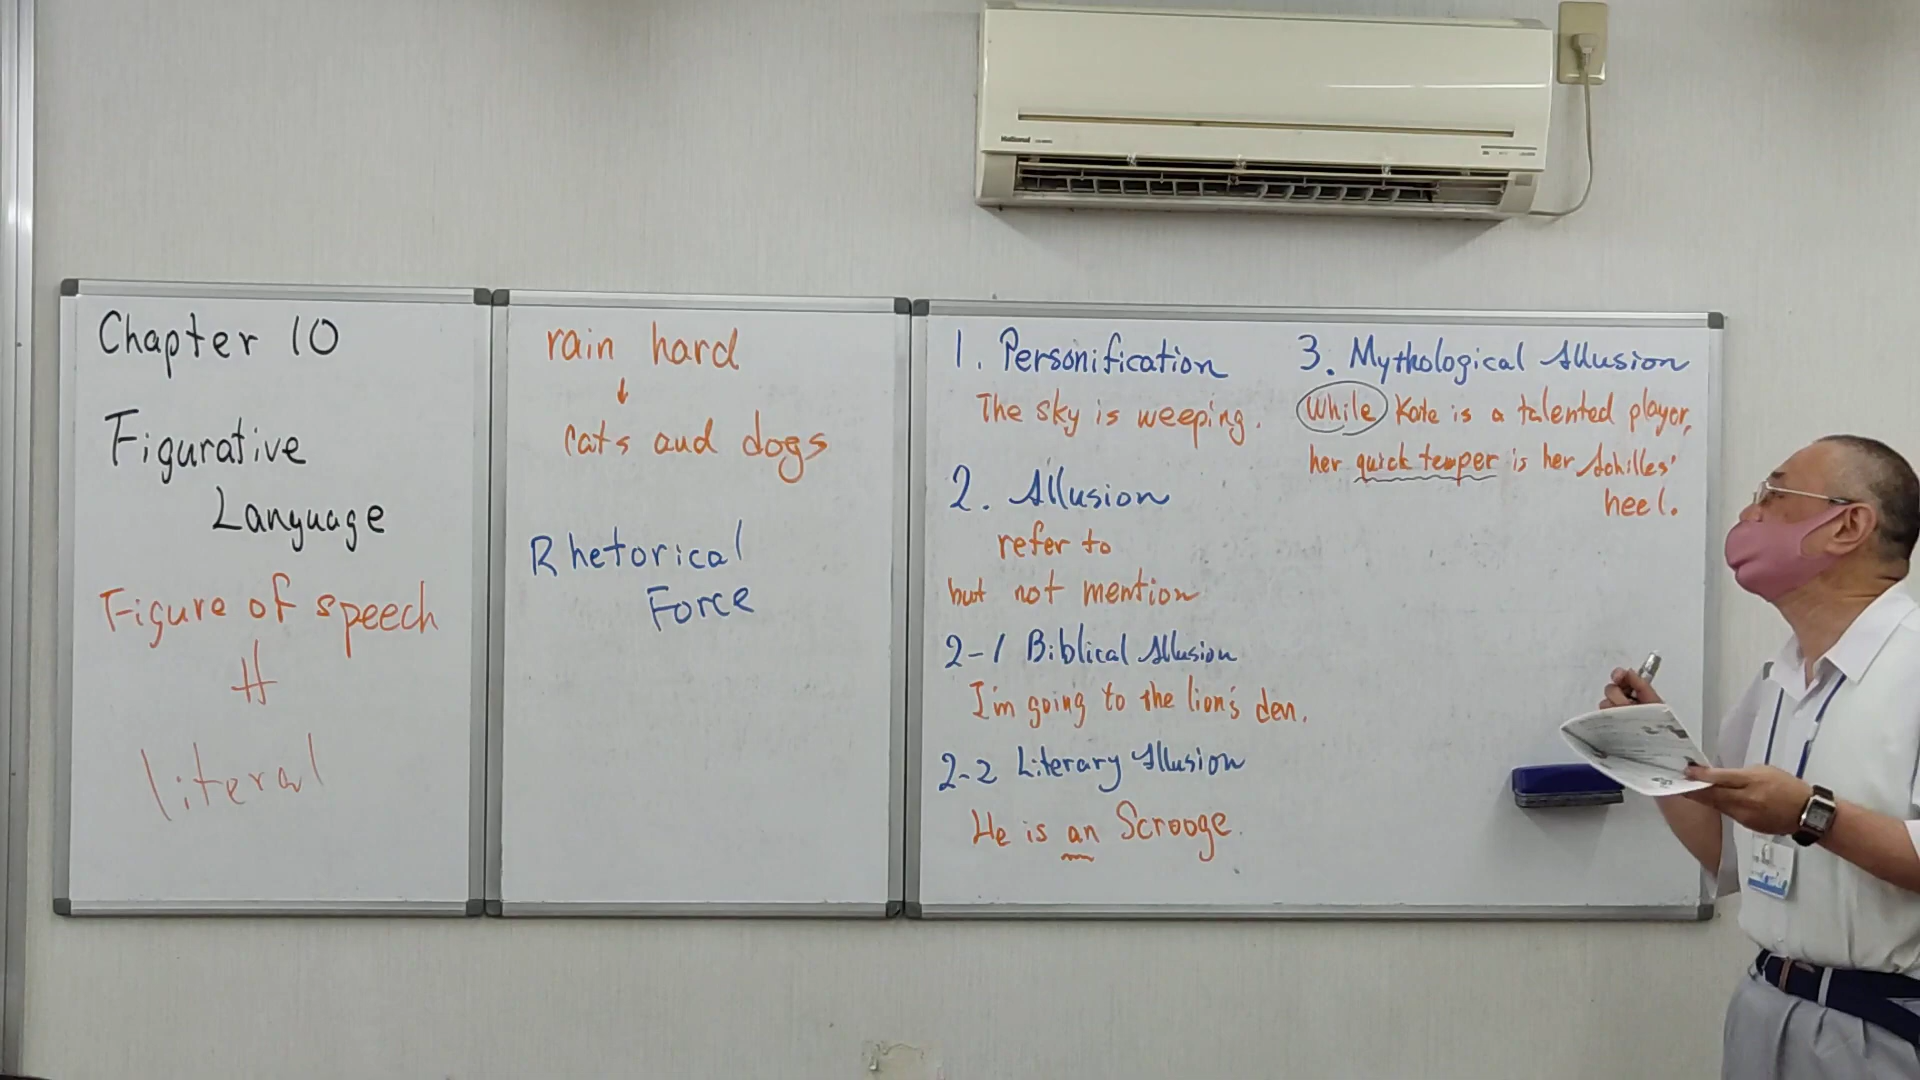 National
Chapter 10
Figurative
Language
Figure of speech
⇎
literal
rain hard
↓
cats and dogs
Rhetorical
Force
1. Personification
The sky is weeping.
2. Allusion
refer to
but not mention
2-1 Biblical Allusion
I'm going to the lion's den.
2-2 Literary Allusion
He is an Scrooge.
3. Mythological Allusion
While Kate is a talented player,
her quick temper is her Achilles'
heel.